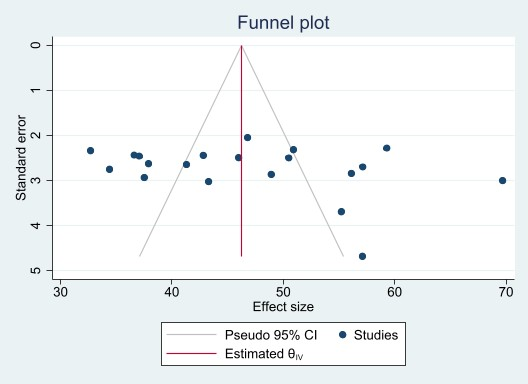 Funnel plot
0
1
2
3
4
5
Standard error
30 40 50 60 70
Effect size
Pseudo 95% CI Studies
Estimated θIV